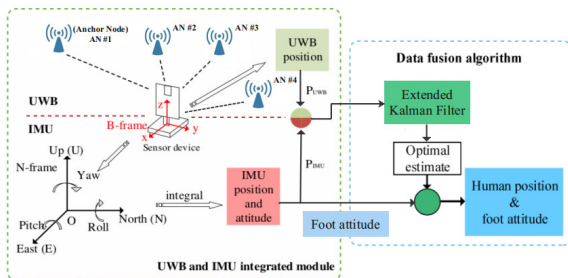 (Anchor Node)
AN #1
AN #2
AN #3
AN #4
UWB
position
Data fusion algorithm
P_UWB
Extended
Kalman Filter
UWB
IMU
z
B-frame
x
y
Sensor device
Up (U)
N-frame
Yaw
P_IMU
Optimal
estimate
integral
IMU
position
and
attitude
Human position
&
foot attitude
Pitch
O
Roll
North (N)
East (E)
Foot attitude
UWB and IMU integrated module